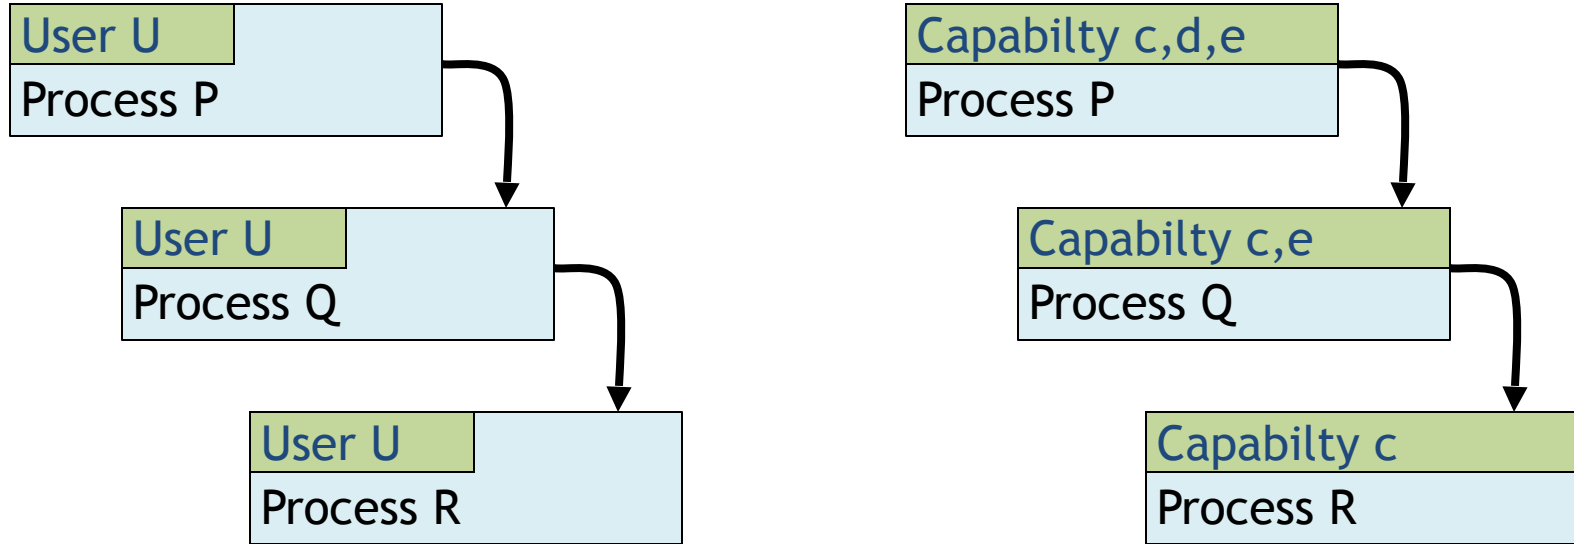 User U
Process P
User U
Process Q
User U
Process R
Capabilty c,d,e
Process P
Capabilty c,e
Process Q
Capabilty c
Process R